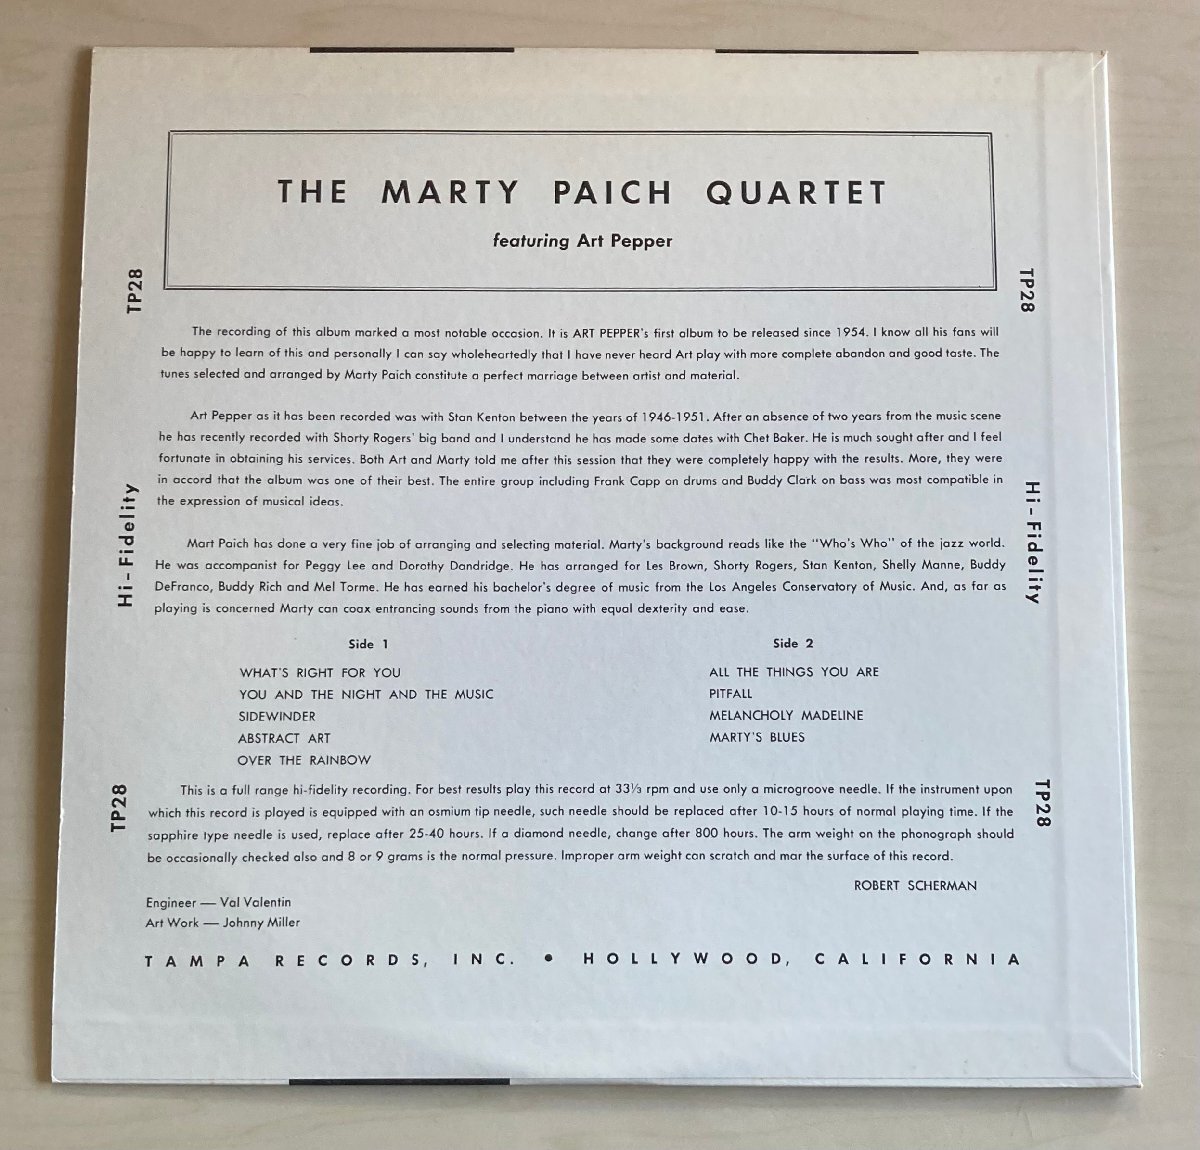 THE MARTY PAICH QUARTET
featuring Art Pepper
TP28
TP28
The recording of this album marked a most notable occasion. It is ART PEPPER's first album to be released since 1954. I know all his fans will
be happy to learn of this and personally I can say wholeheartedly that I have never heard Art play with more complete abandon and good taste. The
tunes selected and arranged by Marty Paich constitute a perfect marriage between artist and material.
Art Pepper as it has been recorded was with Stan Kenton between the years of 1946-1951. After an absence of two years from the music scene
he has recently recorded with Shorty Rogers' big band and I understand he has made some dates with Chet Baker. He is much sought after and I feel
fortunate in obtaining his services. Both Art and Marty told me after this session that they were completely happy with the results. More, they were
in accord that the album was one of their best. The entire group including Frank Capp on drums and Buddy Clark on bass was most compatible in
the expression of musical ideas.
Hi-Fidelity
Hi-Fidelity
Mart Paich has done a very fine job of arranging and selecting material. Marty's background reads like the "Who's Who" of the jazz world.
He was accompanist for Peggy Lee and Dorothy Dandridge. He has arranged for Les Brown, Shorty Rogers, Stan Kenton, Shelly Manne, Buddy
DeFranco, Buddy Rich and Mel Torme. He has earned his bachelor's degree of music from the Los Angeles Conservatory of Music. And, as far as
playing is concerned Marty can coax entrancing sounds from the piano with equal dexterity and ease.
Side 1
WHAT'S RIGHT FOR YOU
YOU AND THE NIGHT AND THE MUSIC
SIDEWINDER
ABSTRACT ART
OVER THE RAINBOW
Side 2
ALL THE THINGS YOU ARE
PITFALL
MELANCHOLY MADELINE
MARTY'S BLUES
TP28
TP28
This is a full range hi-fidelity recording. For best results play this record at 33⅓ rpm and use only a microgroove needle. If the instrument upon
which this record is played is equipped with an osmium tip needle, such needle should be replaced after 10-15 hours of normal playing time. If the
sapphire type needle is used, replace after 25-40 hours. If a diamond needle, change after 800 hours. The arm weight on the phonograph should
be occasionally checked also and 8 or 9 grams is the normal pressure. Improper arm weight can scratch and mar the surface of this record.
ROBERT SCHERMAN
Engineer — Val Valentin
Art Work — Johnny Miller
TAMPA RECORDS, INC. • HOLLYWOOD, CALIFORNIA